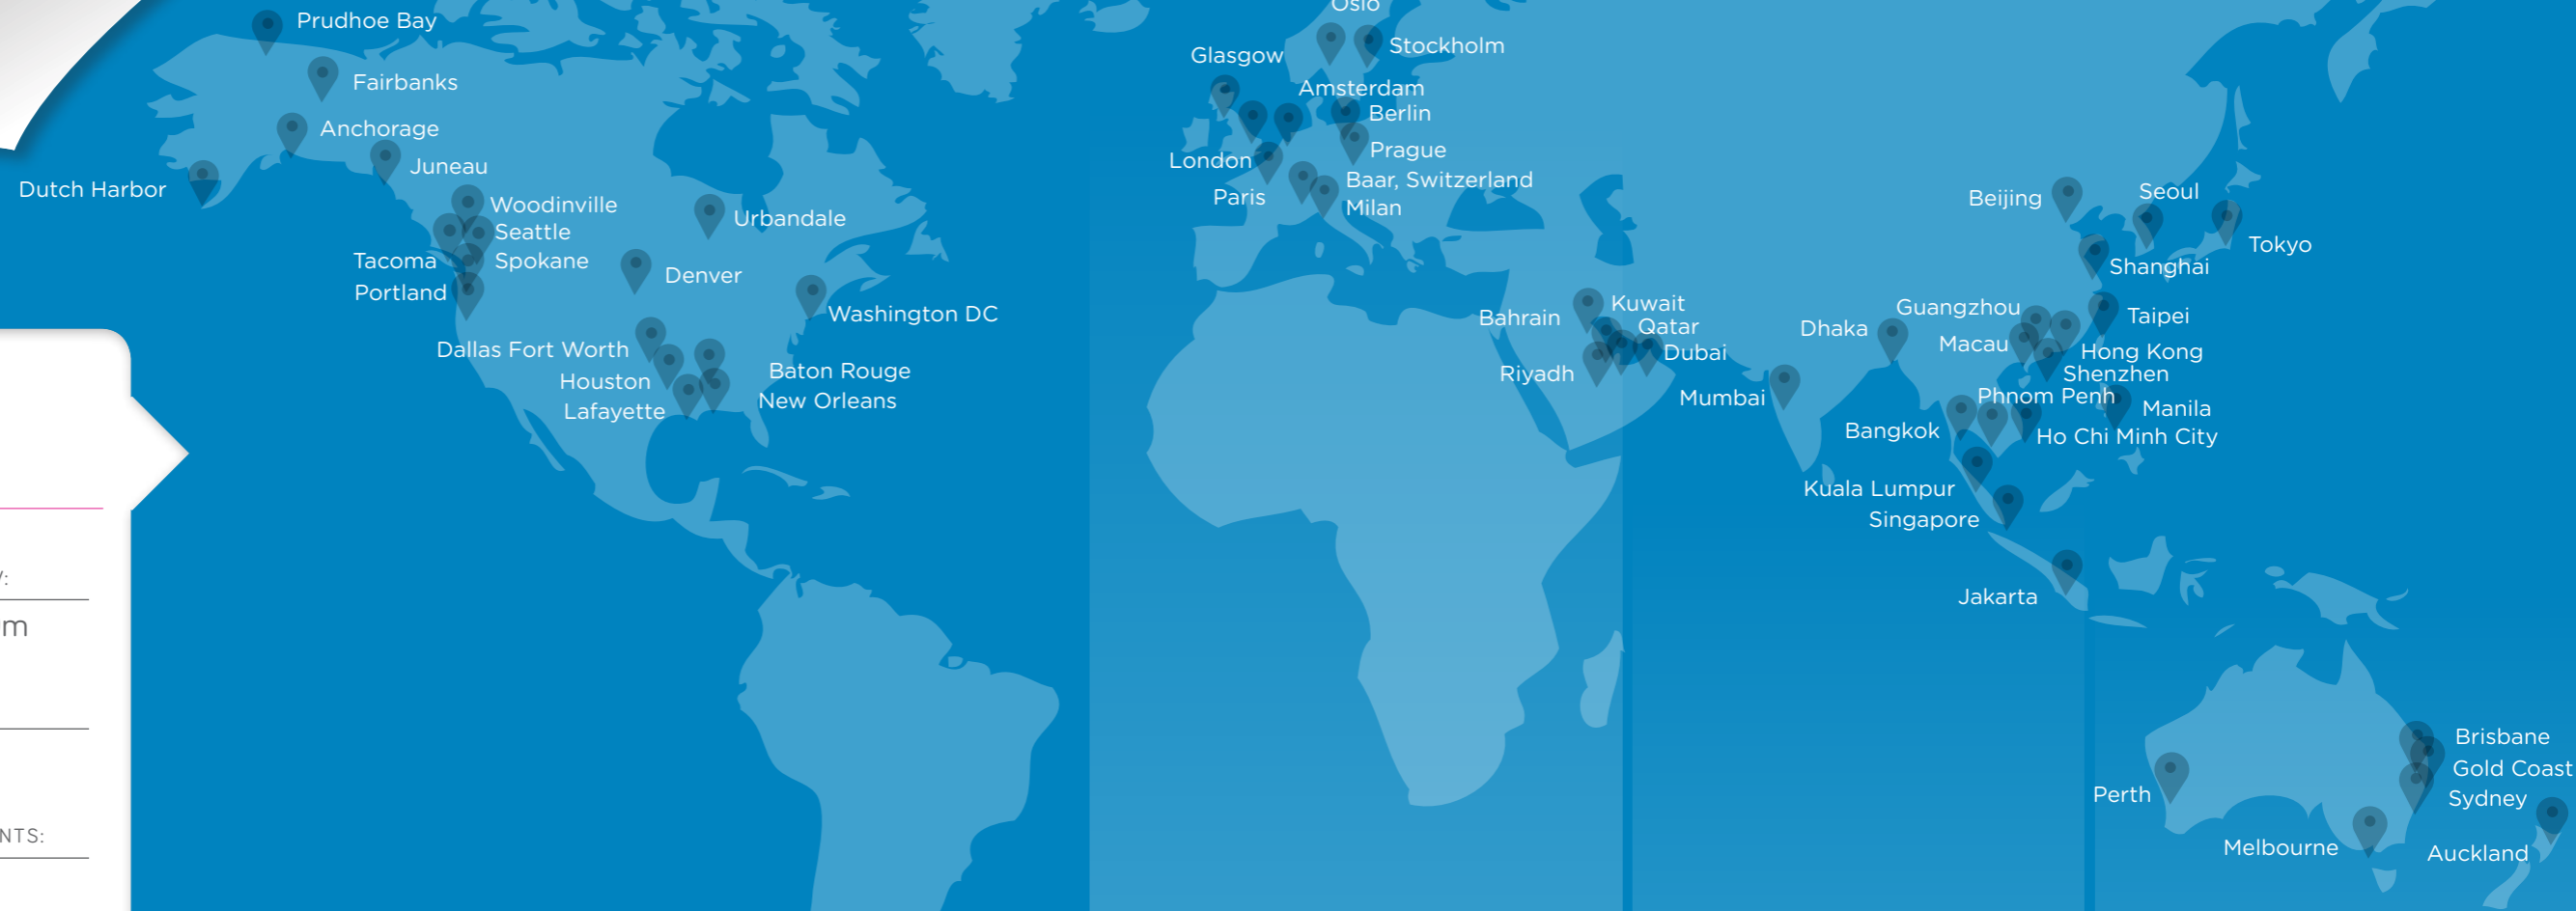 Prudhoe Bay
Fairbanks
Anchorage
Juneau
Dutch Harbor
Woodinville
Seattle
Spokane
Tacoma
Portland
Urbandale
Denver
Washington DC
Dallas Fort Worth
Houston
Lafayette
Baton Rouge
New Orleans
Oslo
Stockholm
Glasgow
Amsterdam
Berlin
Prague
London
Paris
Baar, Switzerland
Milan
Bahrain
Kuwait
Qatar
Dubai
Riyadh
Mumbai
Dhaka
Beijing
Seoul
Tokyo
Shanghai
Guangzhou
Taipei
Macau
Hong Kong
Shenzhen
Phnom Penh
Manila
Bangkok
Ho Chi Minh City
Kuala Lumpur
Singapore
Jakarta
Brisbane
Gold Coast
Sydney
Perth
Melbourne
Auckland
m
NTS: